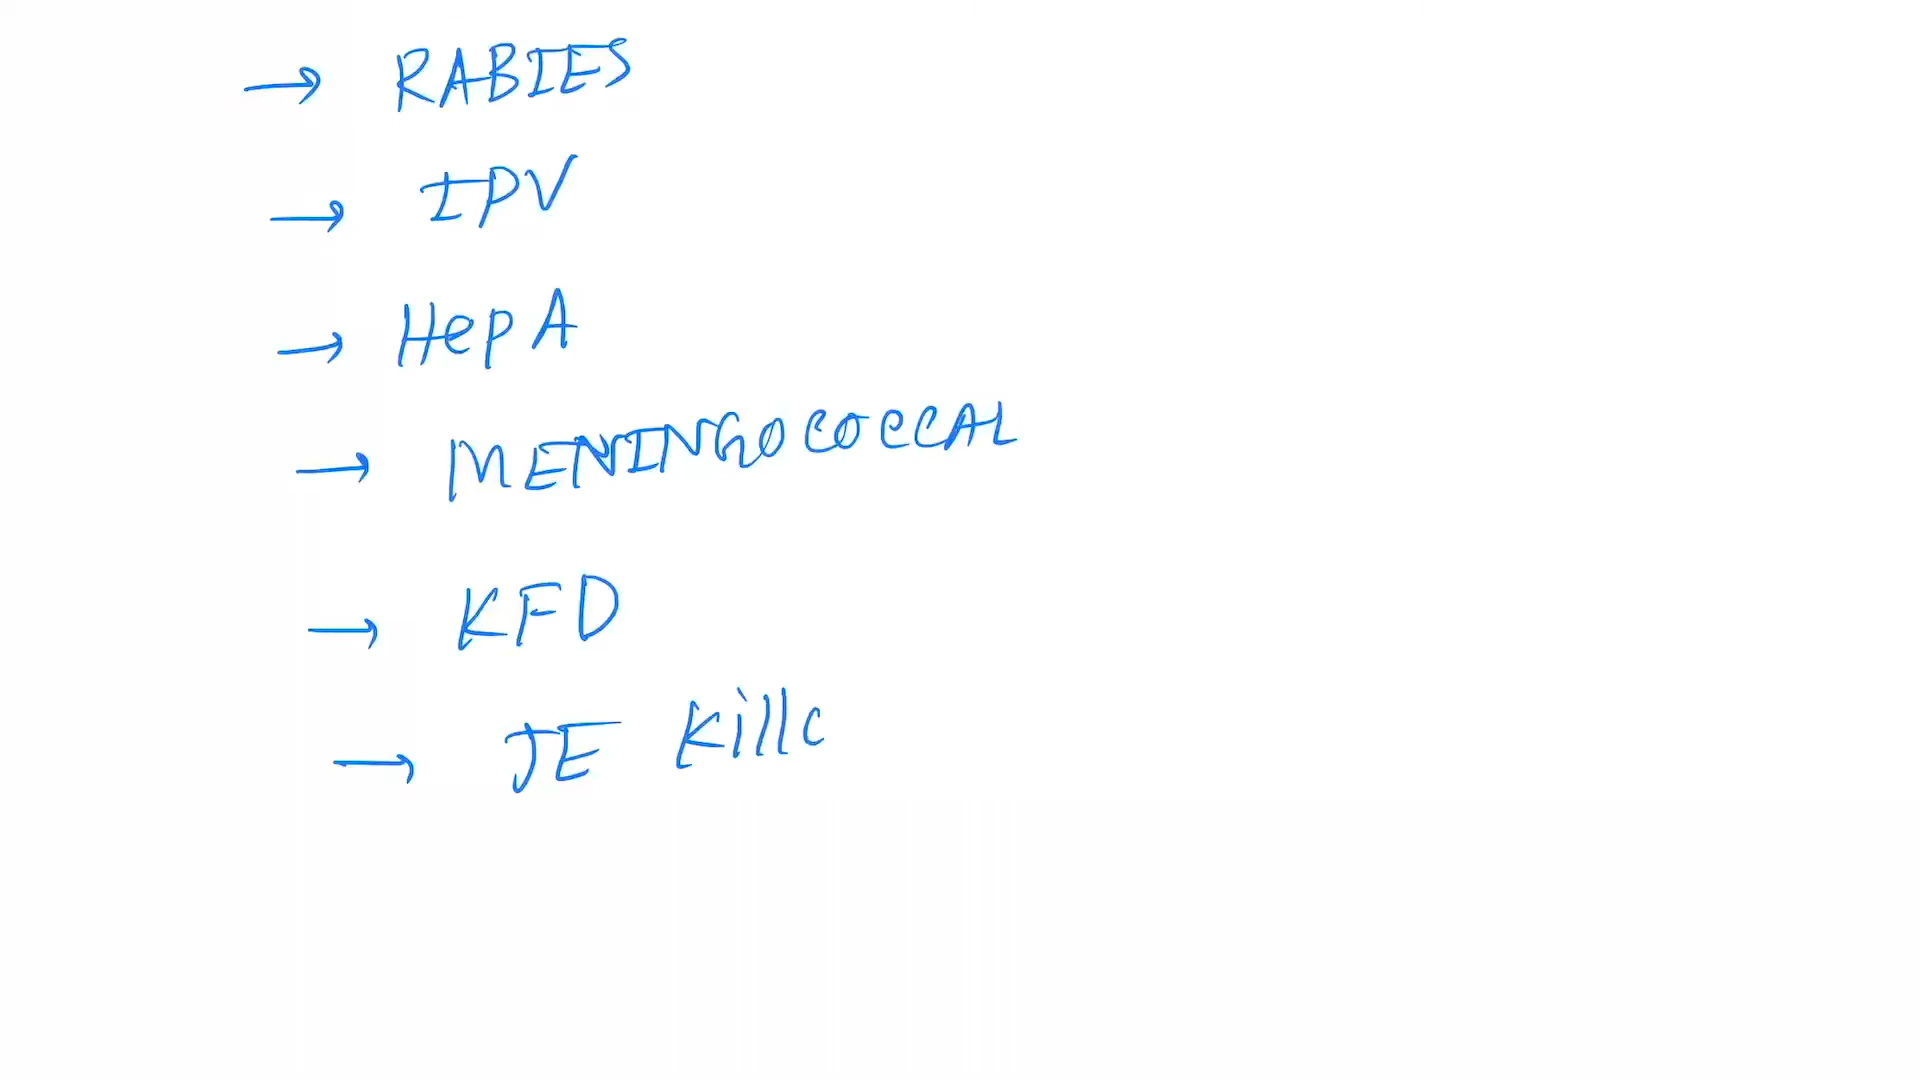 → RABIES
→ IPV
→ Hep A
→ MENINGOCOCCAL
→ KFD
→ JE Killc